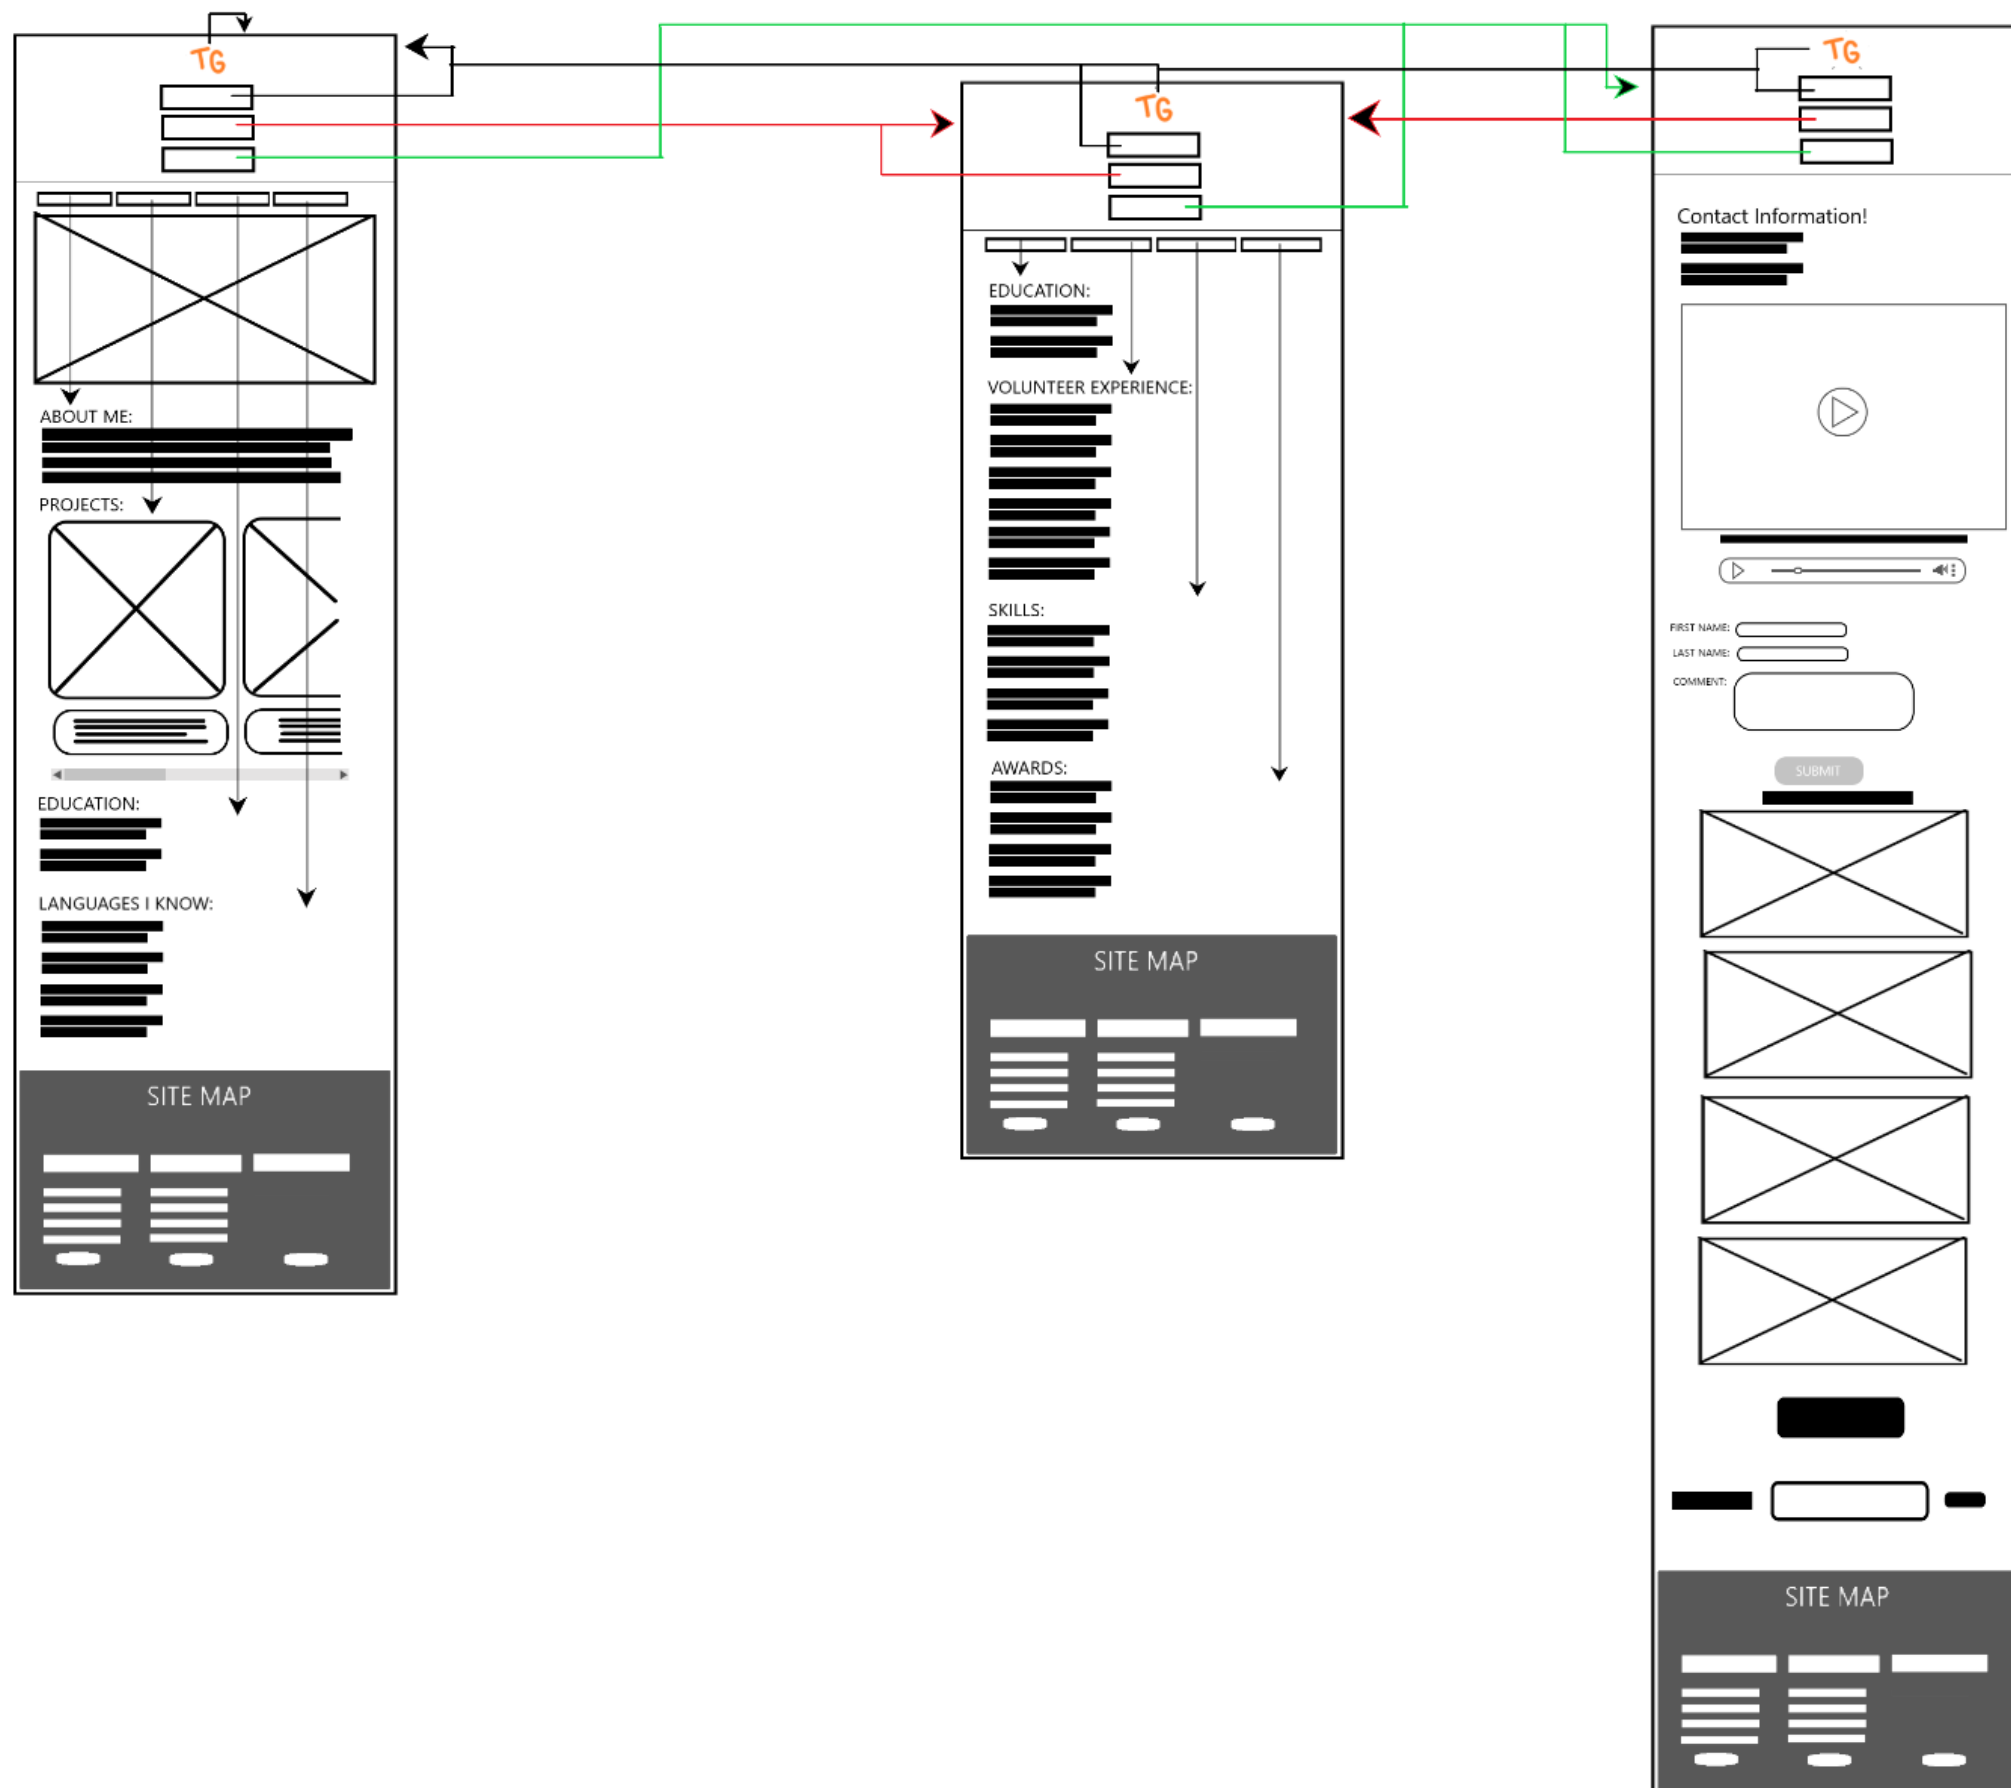 TG
ABOUT ME:
PROJECTS:
EDUCATION:
LANGUAGES I KNOW:
SITE MAP
TG
EDUCATION:
VOLUNTEER EXPERIENCE:
SKILLS:
AWARDS:
SITE MAP
TG
Contact Information!
FIRST NAME:
LAST NAME:
COMMENT:
SUBMIT
SITE MAP